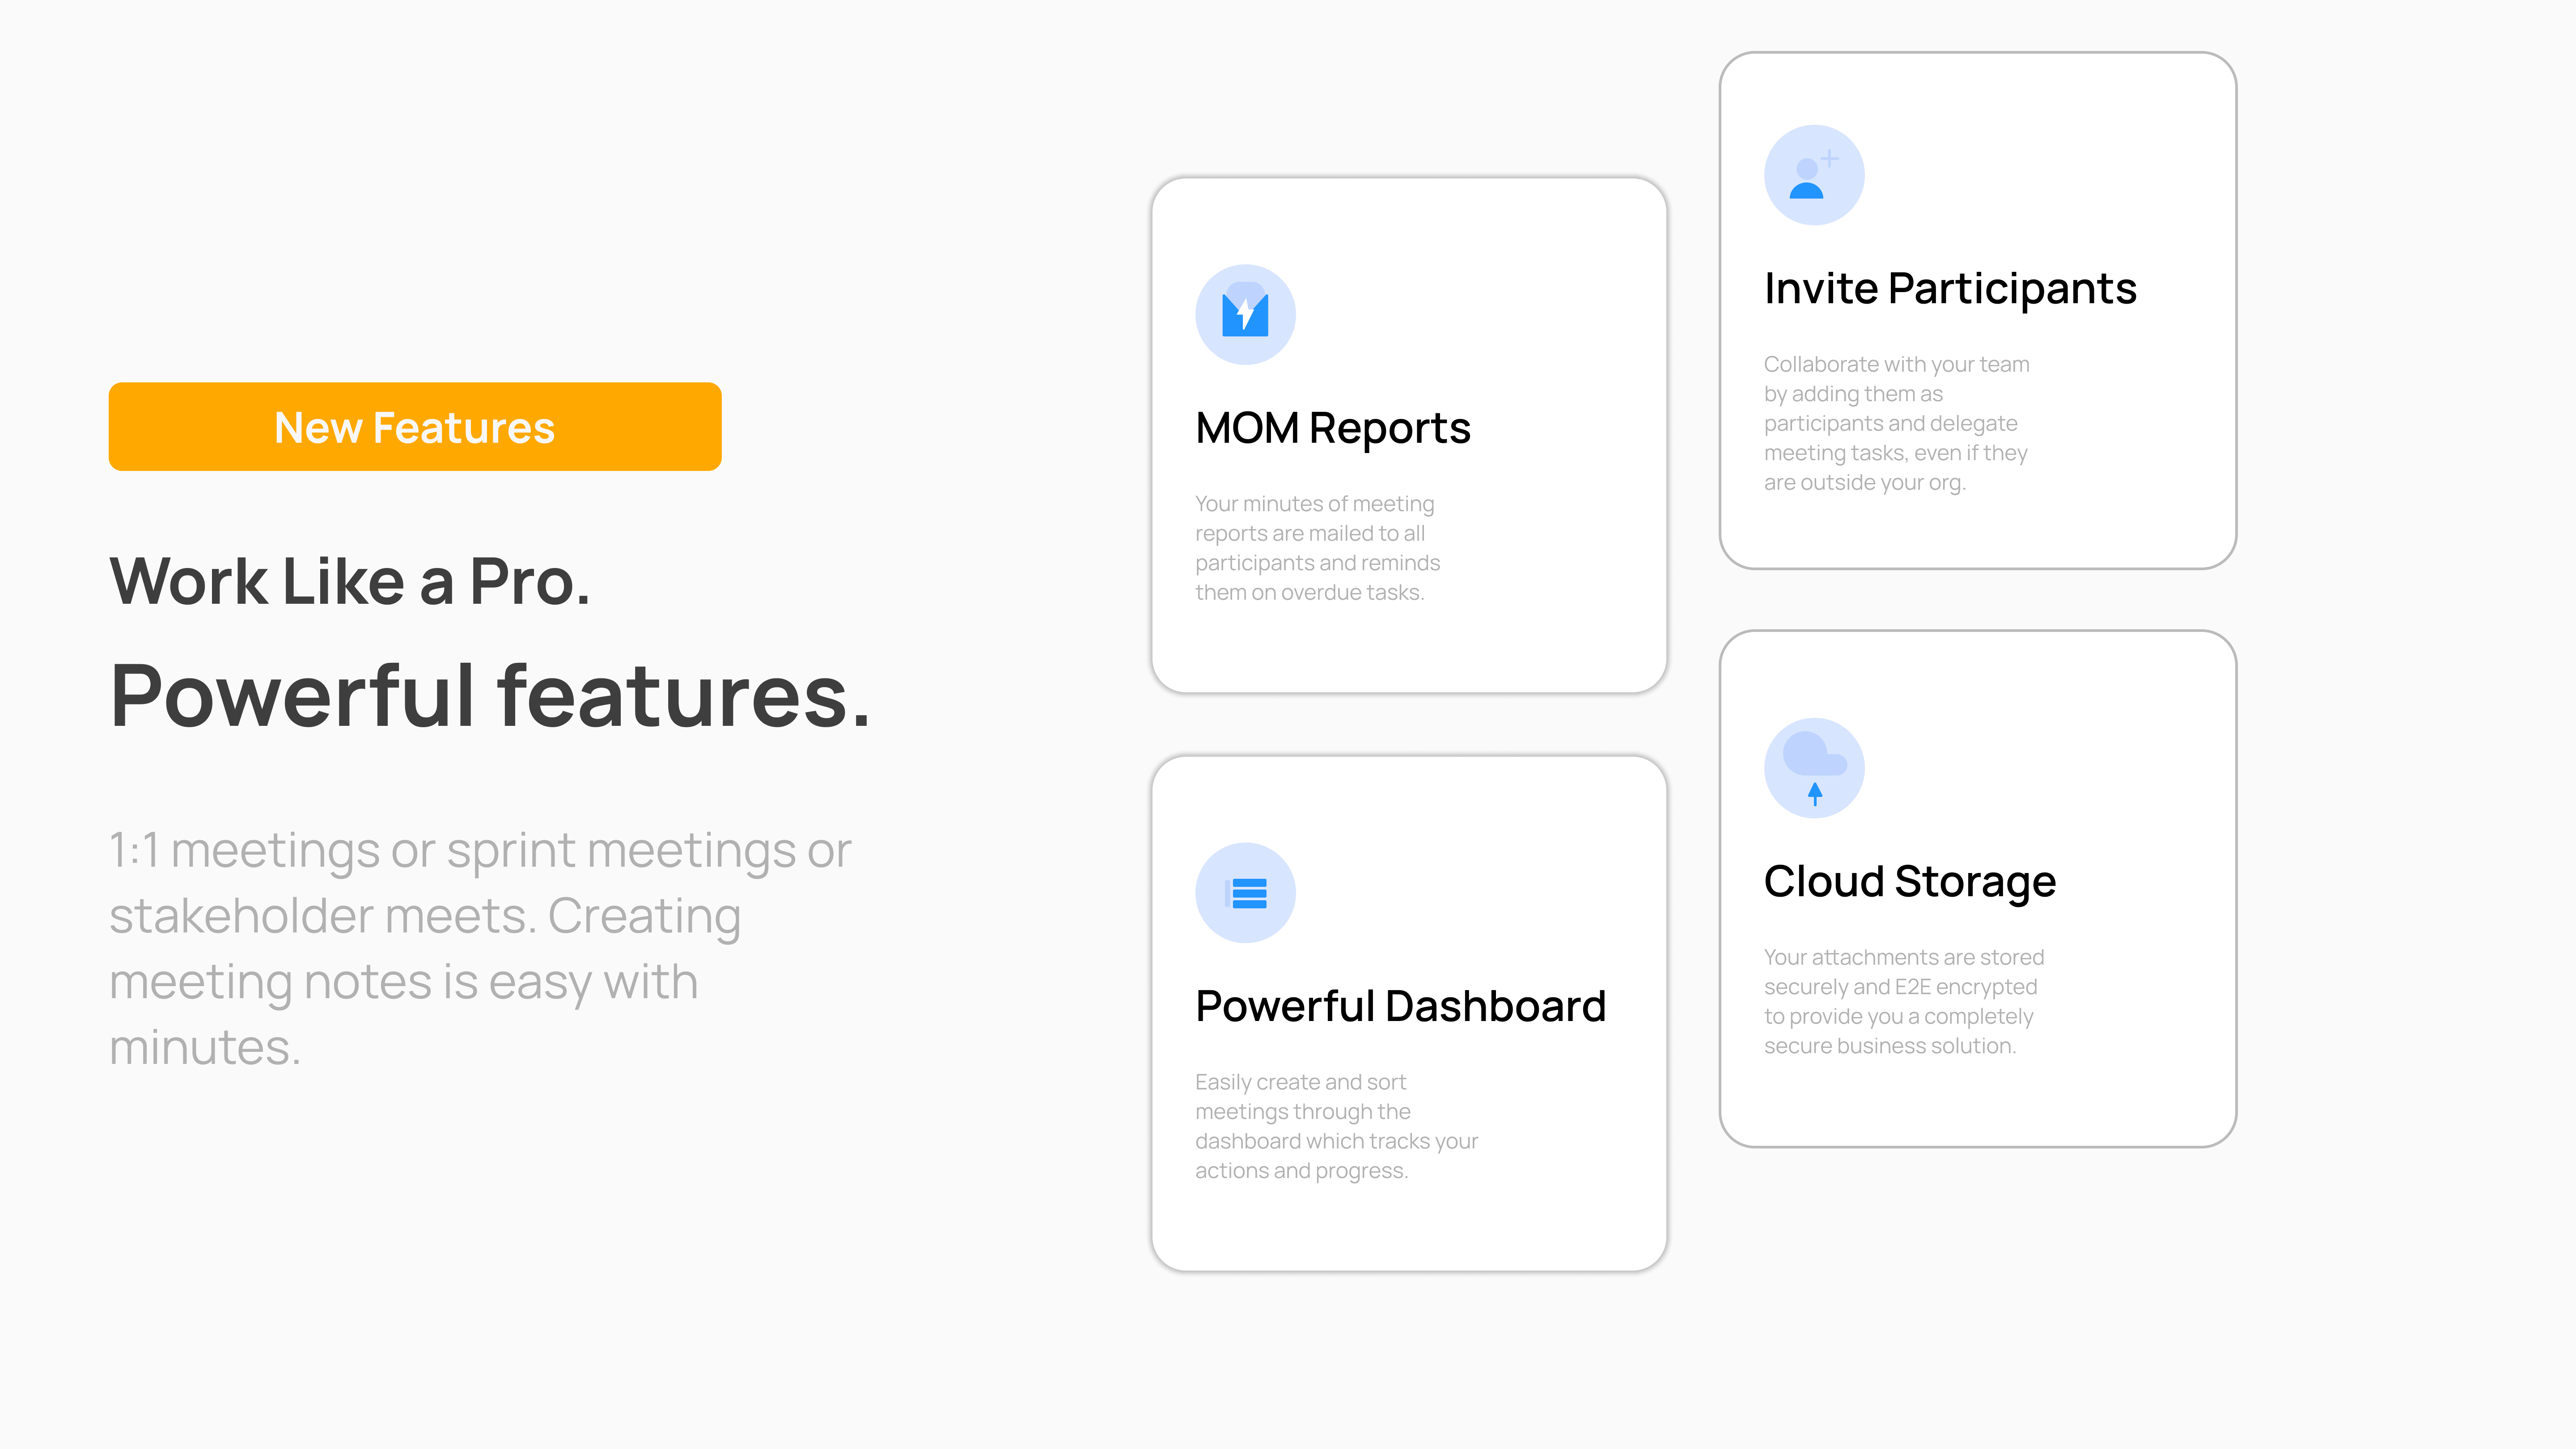 New Features
Work Like a Pro.
Powerful features.
1:1 meetings or sprint meetings or
stakeholder meets. Creating
meeting notes is easy with
minutes.
MOM Reports
Your minutes of meeting
reports are mailed to all
participants and reminds
them on overdue tasks.
Powerful Dashboard
Easily create and sort
meetings through the
dashboard which tracks your
actions and progress.
Invite Participants
Collaborate with your team
by adding them as
participants and delegate
meeting tasks, even if they
are outside your org.
Cloud Storage
Your attachments are stored
securely and E2E encrypted
to provide you a completely
secure business solution.